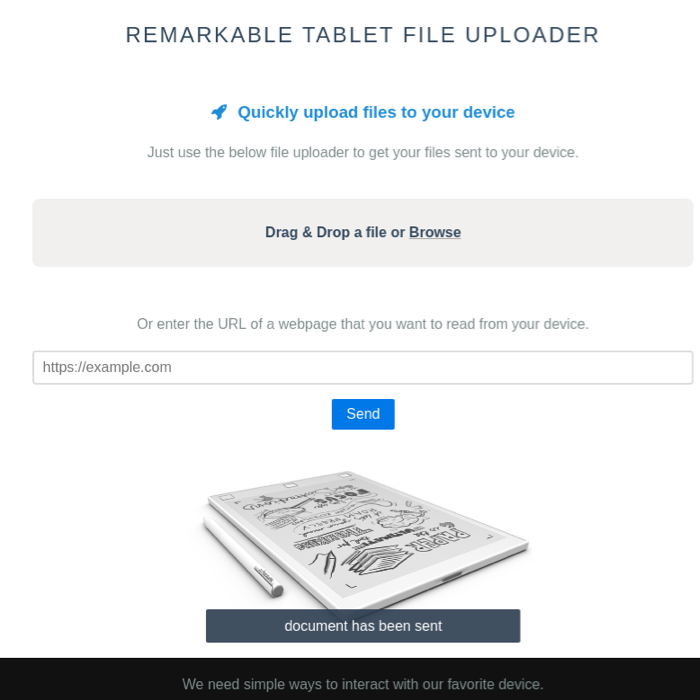 REMARKABLE TABLET FILE UPLOADER
Quickly upload files to your device
Just use the below file uploader to get your files sent to your device.
Drag & Drop a file or Browse
Or enter the URL of a webpage that you want to read from your device.
https://example.com
Send
FOCUS
PAPER
document has been sent
We need simple ways to interact with our favorite device.